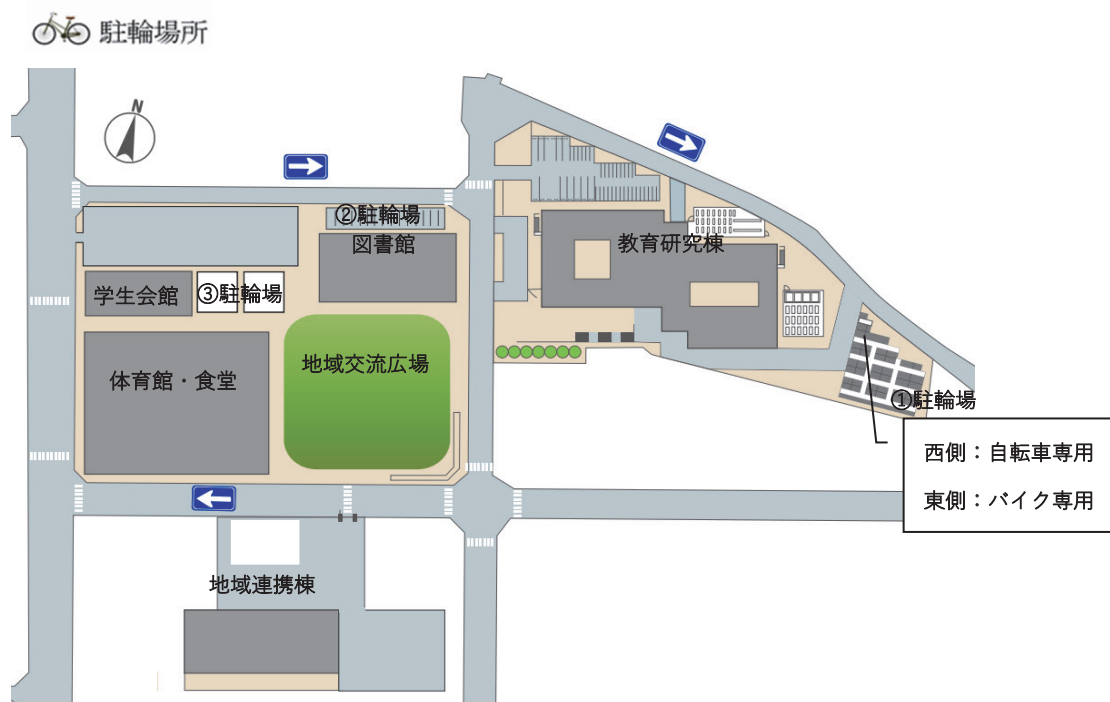 駐輪場所
N
②駐輪場
図書館
教育研究棟
学生会館
③駐輪場
体育館・食堂
地域交流広場
①駐輪場
西側：自転車専用
東側：バイク専用
地域連携棟